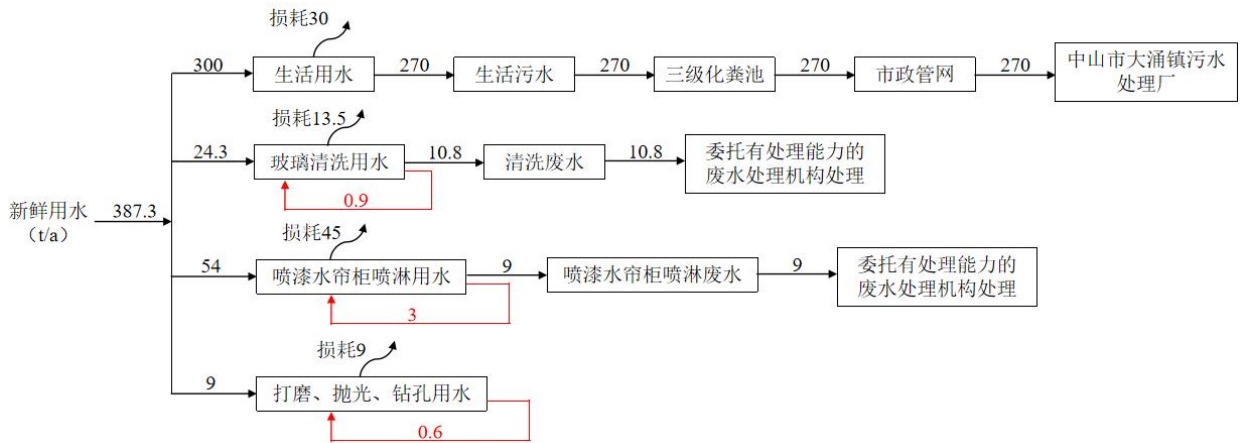 损耗30
300
生活用水
270
生活污水
270
三级化粪池
270
市政管网
270
中山市大涌镇污水
处理厂
损耗13.5
24.3
玻璃清洗用水
10.8
清洗废水
10.8
委托有处理能力的
废水处理机构处理
0.9
新鲜用水
（t/a）
387.3
损耗45
54
喷漆水帘柜喷淋用水
9
喷漆水帘柜喷淋废水
9
委托有处理能力的
废水处理机构处理
3
损耗9
9
打磨、抛光、钻孔用水
0.6